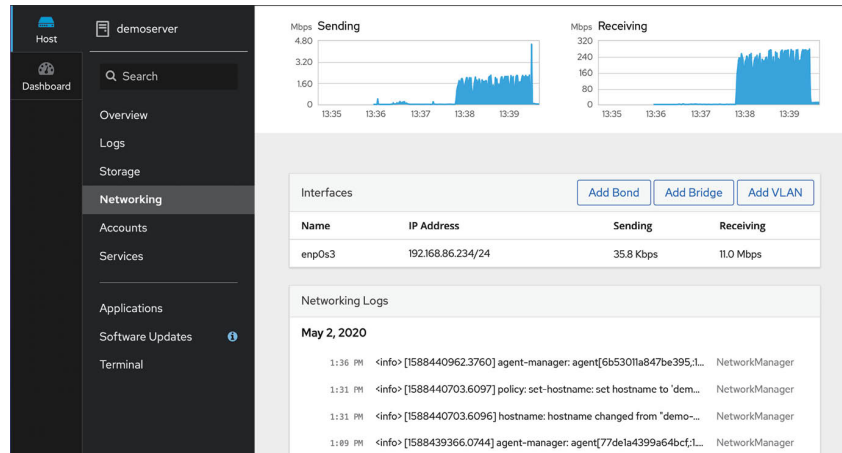 Host
Dashboard
demoserver
Search
Overview
Logs
Storage
Networking
Accounts
Services
Applications
Software Updates
Terminal
Mbps Sending
4.80
3.20
1.60
0
13:35 13:36 13:37 13:38 13:39
Mbps Receiving
320
240
160
80
0
13:35 13:36 13:37 13:38 13:39
Interfaces Add Bond Add Bridge Add VLAN
Name IP Address Sending Receiving
enp0s3 192.168.86.234/24 35.8 Kbps 11.0 Mbps
Networking Logs
May 2, 2020
1:36 PM <info> [1588440962.3760] agent-manager: agent[6b53011a847be395,:1... NetworkManager
1:31 PM <info> [1588440703.6097] policy: set-hostname: set hostname to 'dem... NetworkManager
1:31 PM <info> [1588440703.6096] hostname: hostname changed from "demo-... NetworkManager
1:09 PM <info> [1588439366.0744] agent-manager: agent[77de1a4399a64bcf,:1... NetworkManager